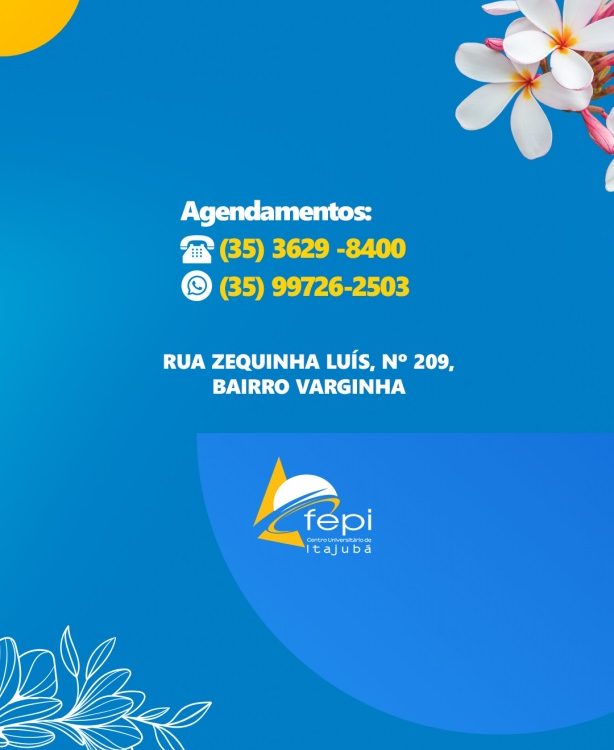 Agendamentos:
(35) 3629 -8400
(35) 99726-2503
RUA ZEQUINHA LUÍS, Nº 209,
BAIRRO VARGINHA
fepi
Centro Universitário de
Itajubá